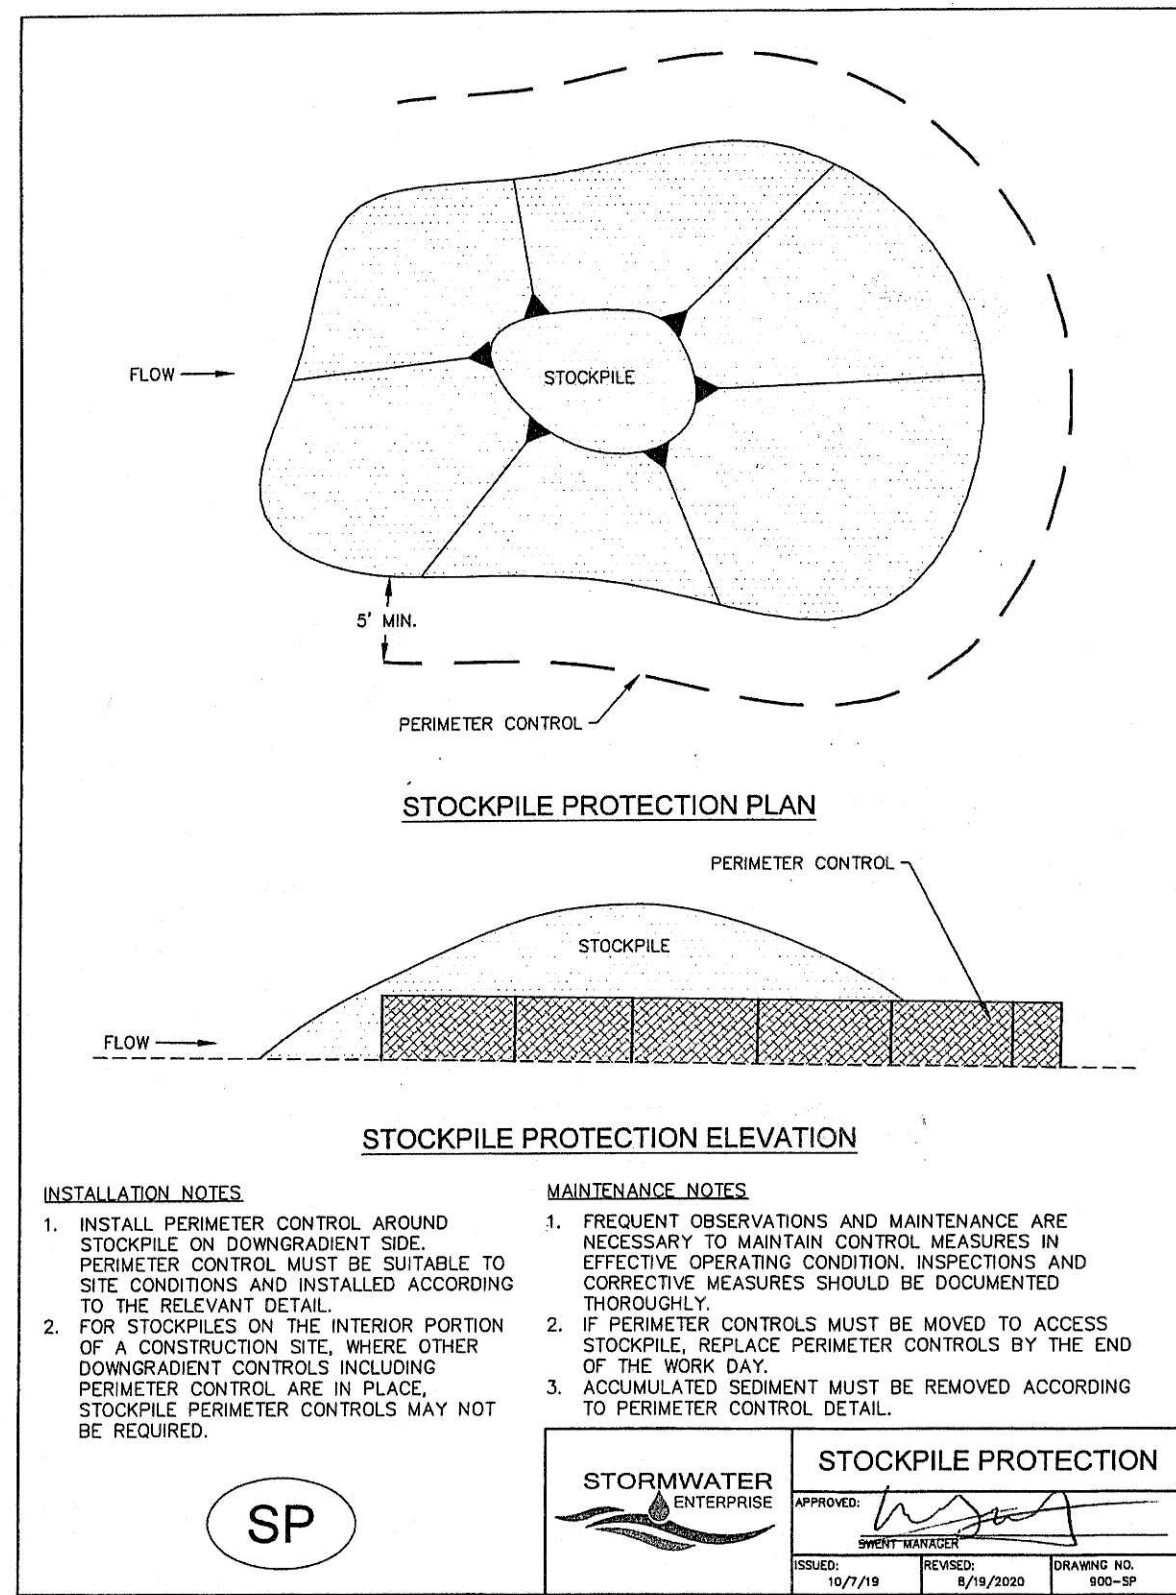 FLOW
STOCKPILE
5' MIN.
PERIMETER CONTROL
STOCKPILE PROTECTION PLAN
PERIMETER CONTROL
STOCKPILE
FLOW
STOCKPILE PROTECTION ELEVATION
INSTALLATION NOTES
1. INSTALL PERIMETER CONTROL AROUND
STOCKPILE ON DOWNGRADIENT SIDE.
PERIMETER CONTROL MUST BE SUITABLE TO
SITE CONDITIONS AND INSTALLED ACCORDING
TO THE RELEVANT DETAIL.
2. FOR STOCKPILES ON THE INTERIOR PORTION
OF A CONSTRUCTION SITE, WHERE OTHER
DOWNGRADIENT CONTROLS INCLUDING
PERIMETER CONTROL ARE IN PLACE,
STOCKPILE PERIMETER CONTROLS MAY NOT
BE REQUIRED.
MAINTENANCE NOTES
1. FREQUENT OBSERVATIONS AND MAINTENANCE ARE
NECESSARY TO MAINTAIN CONTROL MEASURES IN
EFFECTIVE OPERATING CONDITION. INSPECTIONS AND
CORRECTIVE MEASURES SHOULD BE DOCUMENTED
THOROUGHLY.
2. IF PERIMETER CONTROLS MUST BE MOVED TO ACCESS
STOCKPILE, REPLACE PERIMETER CONTROLS BY THE END
OF THE WORK DAY.
3. ACCUMULATED SEDIMENT MUST BE REMOVED ACCORDING
TO PERIMETER CONTROL DETAIL.
SP
STORMWATER
ENTERPRISE
STOCKPILE PROTECTION
APPROVED:
SWENT MANAGER
ISSUED:
10/7/19
REVISED:
8/19/2020
DRAWING NO.
900-SP